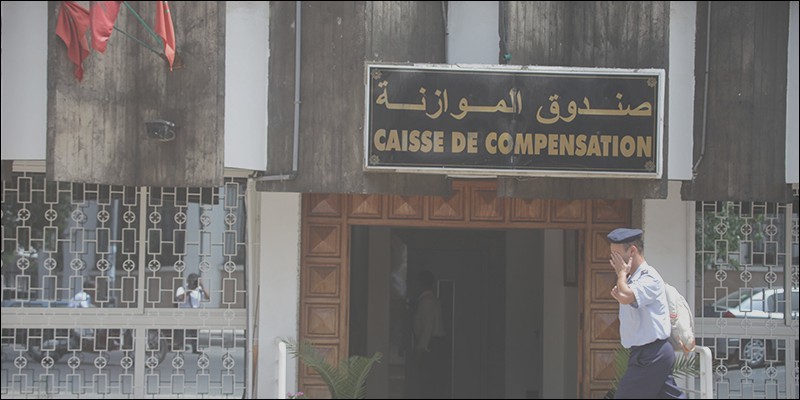 صندوق الموازنة
CAISSE DE COMPENSATION